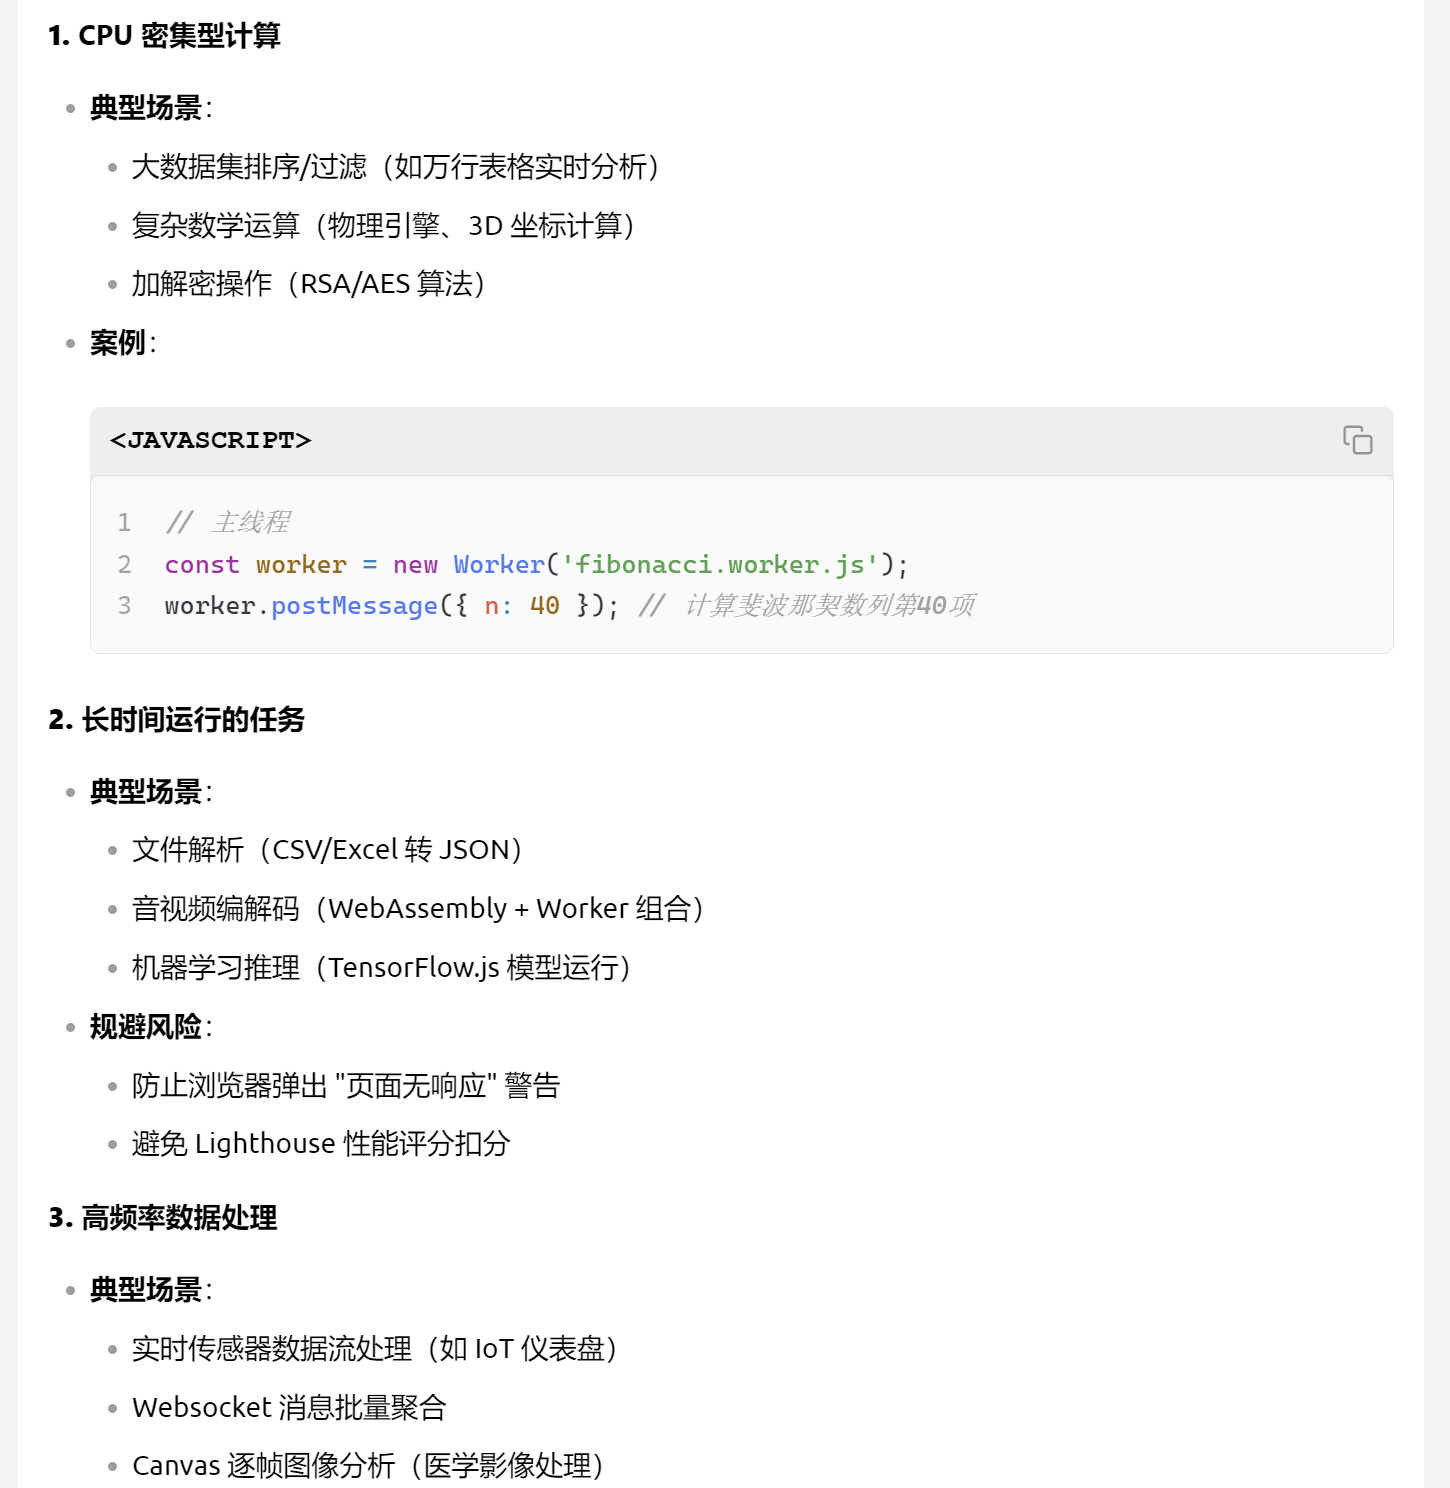 1. CPU 密集型计算
典型场景：
大数据集排序/过滤（如万行表格实时分析）
复杂数学运算（物理引擎、3D 坐标计算）
加解密操作（RSA/AES 算法）
案例：
<JAVASCRIPT>
1 // 主线程
2 const worker = new Worker('fibonacci.worker.js');
3 worker.postMessage({ n: 40 }); // 计算斐波那契数列第40项
2. 长时间运行的任务
典型场景：
文件解析（CSV/Excel 转 JSON）
音视频编解码（WebAssembly + Worker 组合）
机器学习推理（TensorFlow.js 模型运行）
规避风险：
防止浏览器弹出 "页面无响应" 警告
避免 Lighthouse 性能评分扣分
3. 高频率数据处理
典型场景：
实时传感器数据流处理（如 IoT 仪表盘）
Websocket 消息批量聚合
Canvas 逐帧图像分析（医学影像处理）